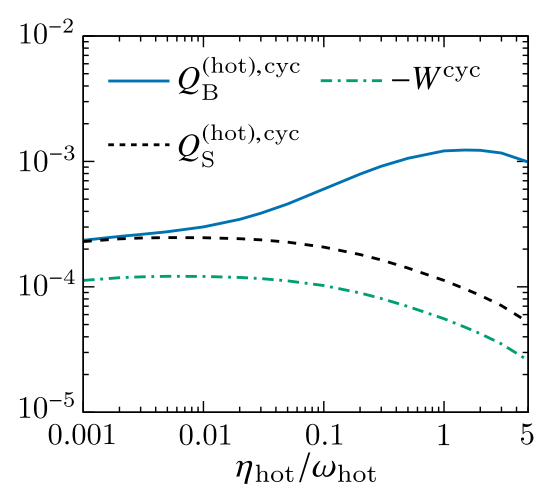 10⁻²
Q_B^(hot),cyc −W^cyc
Q_S^(hot),cyc
10⁻³
10⁻⁴
10⁻⁵
0.001 0.01 0.1 1 5
η_hot/ω_hot